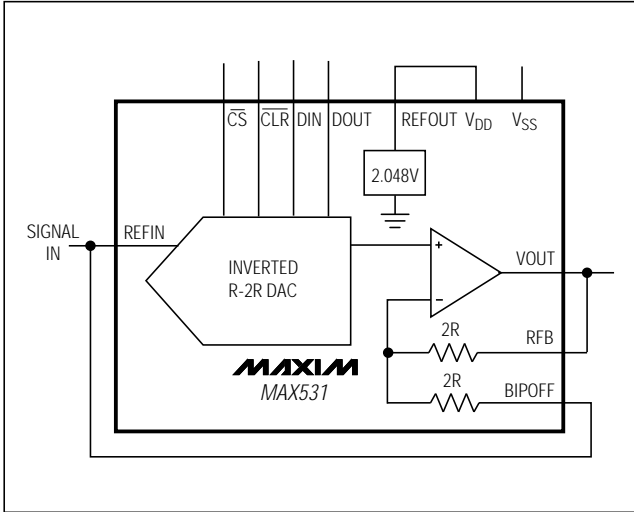 CS CLR DIN DOUT REFOUT VDD VSS
2.048V
SIGNAL
IN
REFIN
INVERTED
R-2R DAC
+
−
VOUT
2R
RFB
2R
BIPOFF
MAXIM
MAX531